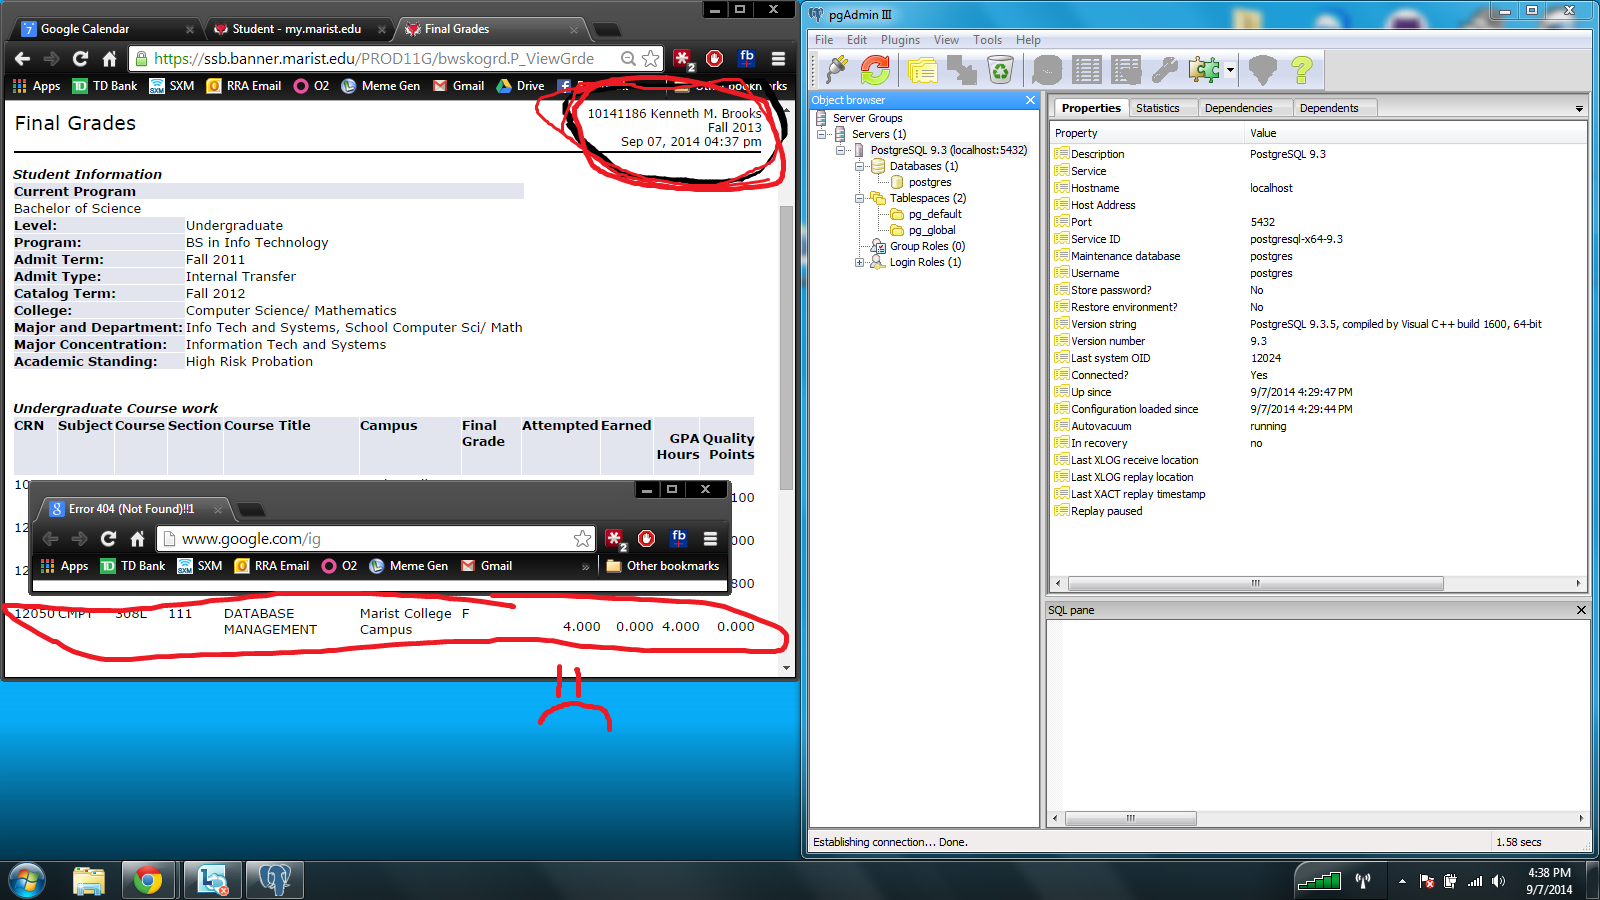 Google Calendar
Student - my.marist.edu
Final Grades
https://ssb.banner.marist.edu/PROD11G/bwskogrd.P_ViewGrde
Apps TD Bank SXM RRA Email O2 Meme Gen Gmail Drive
bookmarks
Final Grades
10141186 Kenneth M. Brooks
Fall 2013
Sep 07, 2014 04:37 pm
Student Information
Current Program
Bachelor of Science
Level: Undergraduate
Program: BS in Info Technology
Admit Term: Fall 2011
Admit Type: Internal Transfer
Catalog Term: Fall 2012
College: Computer Science/ Mathematics
Major and Department: Info Tech and Systems, School Computer Sci/ Math
Major Concentration: Information Tech and Systems
Academic Standing: High Risk Probation
Undergraduate Course work
CRN Subject Course Section Course Title Campus Final Grade Attempted Earned GPA Hours Quality Points
10
100
12
000
12
800
Error 404 (Not Found)!!1
www.google.com/ig
Apps TD Bank SXM RRA Email O2 Meme Gen Gmail » Other bookmarks
12050 CMPT 308L 111 DATABASE MANAGEMENT Marist College Campus F 4.000 0.000 4.000 0.000
pgAdmin III
File Edit Plugins View Tools Help
Object browser
Server Groups
Servers (1)
PostgreSQL 9.3 (localhost:5432)
Databases (1)
postgres
Tablespaces (2)
pg_default
pg_global
Group Roles (0)
Login Roles (1)
Properties Statistics Dependencies Dependents
Property Value
Description PostgreSQL 9.3
Service
Hostname localhost
Host Address
Port 5432
Service ID postgresql-x64-9.3
Maintenance database postgres
Username postgres
Store password? No
Restore environment? No
Version string PostgreSQL 9.3.5, compiled by Visual C++ build 1600, 64-bit
Version number 9.3
Last system OID 12024
Connected? Yes
Up since 9/7/2014 4:29:47 PM
Configuration loaded since 9/7/2014 4:29:44 PM
Autovacuum running
In recovery no
Last XLOG receive location
Last XLOG replay location
Last XACT replay timestamp
Replay paused
SQL pane
Establishing connection... Done. 1.58 secs
4:38 PM
9/7/2014